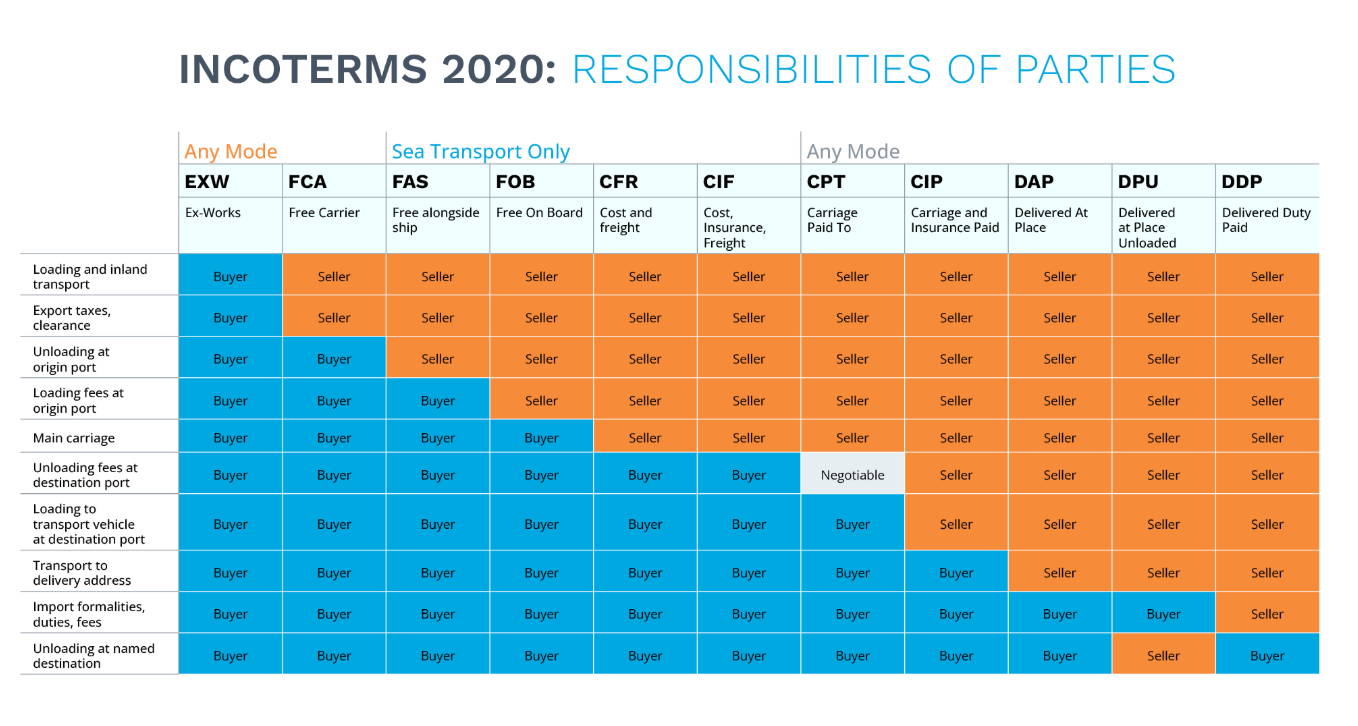 INCOTERMS 2020: RESPONSIBILITIES OF PARTIES
Any Mode Sea Transport Only Any Mode
EXW FCA FAS FOB CFR CIF CPT CIP DAP DPU DDP
Ex-Works
Free Carrier
Free alongside
ship
Free On Board
Cost and
freight
Cost,
Insurance,
Freight
Carriage
Paid To
Carriage and
Insurance Paid
Delivered At
Place
Delivered
at Place
Unloaded
Delivered Duty
Paid
Loading and inland
transport
Buyer Seller Seller Seller Seller Seller Seller Seller Seller Seller Seller
Export taxes,
clearance
Buyer Seller Seller Seller Seller Seller Seller Seller Seller Seller Seller
Unloading at
origin port
Buyer Buyer Seller Seller Seller Seller Seller Seller Seller Seller Seller
Loading fees at
origin port
Buyer Buyer Buyer Seller Seller Seller Seller Seller Seller Seller Seller
Main carriage
Buyer Buyer Buyer Buyer Seller Seller Seller Seller Seller Seller Seller
Unloading fees at
destination port
Buyer Buyer Buyer Buyer Buyer Buyer Negotiable Seller Seller Seller Seller
Loading to
transport vehicle
at destination port
Buyer Buyer Buyer Buyer Buyer Buyer Buyer Seller Seller Seller Seller
Transport to
delivery address
Buyer Buyer Buyer Buyer Buyer Buyer Buyer Buyer Seller Seller Seller
Import formalities,
duties, fees
Buyer Buyer Buyer Buyer Buyer Buyer Buyer Buyer Buyer Buyer Seller
Unloading at named
destination
Buyer Buyer Buyer Buyer Buyer Buyer Buyer Buyer Buyer Seller Buyer